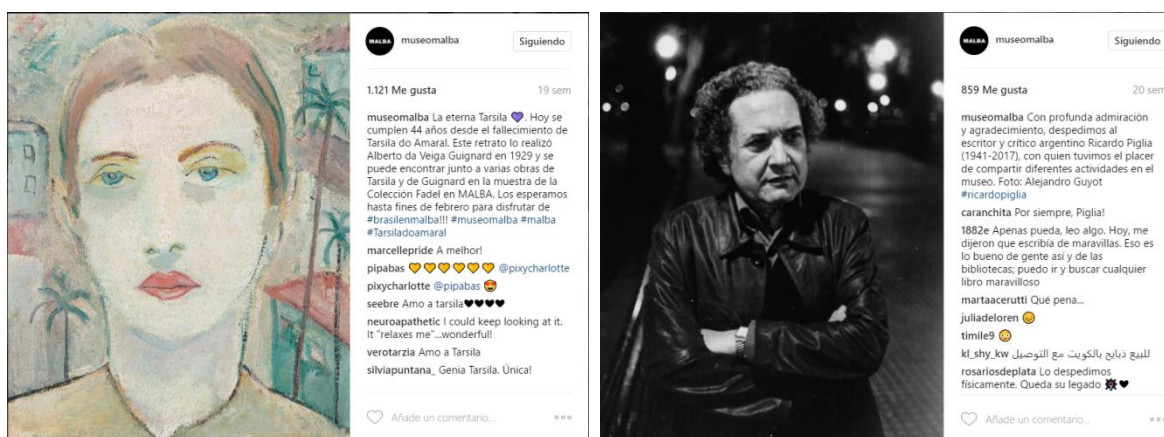 MALBA
museomalba
Siguiendo
1.121 Me gusta
19 sem
museomalba La eterna Tarsila 💜. Hoy se
cumplen 44 años desde el fallecimiento de
Tarsila do Amaral. Este retrato lo realizó
Alberto da Veiga Guignard en 1929 y se
puede encontrar junto a varias obras de
Tarsila y de Guignard en la muestra de la
Colección Fadel en MALBA. Los esperamos
hasta fines de febrero para disfrutar de
#brasilenmalba!!! #museomalba #malba
#Tarsiladoamaral
marcellepride A melhor!
pipabas 💛💛💛💛💛💛 @pixycharlotte
pixycharlotte @pipabas 😍
seebre Amo a tarsila♥♥♥♥
neuroapathetic I could keep looking at it.
It "relaxes me"...wonderful!
verotarzia Amo a Tarsila
silviapuntana_ Genia Tarsila. Única!
Añade un comentario...
MALBA
museomalba
Siguiendo
859 Me gusta
20 sem
museomalba Con profunda admiración
y agradecimiento, despedimos al
escritor y crítico argentino Ricardo Piglia
(1941-2017), con quien tuvimos el placer
de compartir diferentes actividades en el
museo. Foto: Alejandro Guyot
#ricardopiglia
caranchita Por siempre, Piglia!
1882e Apenas pueda, leo algo. Hoy, me
dijeron que escribía de maravillas. Eso es
lo bueno de gente así y de las
bibliotecas; puedo ir y buscar cualquier
libro maravilloso
martaacerutti Qué pena...
juliadeloren
timile9
kl_shy_kw للبيع ذبايح بالكويت مع التوصيل
rosariosdeplata Lo despedimos
físicamente. Queda su legado ♥
Añade un comentario...